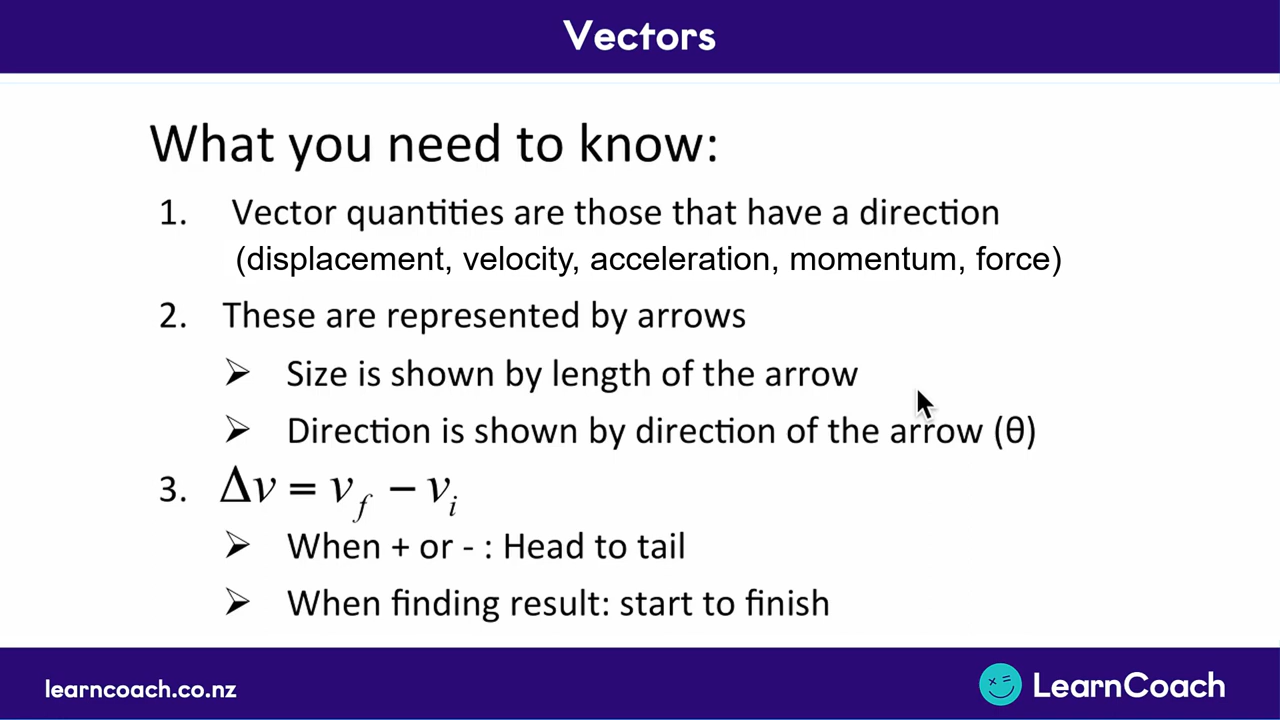 Vectors
What you need to know:
1. Vector quantities are those that have a direction
(displacement, velocity, acceleration, momentum, force)
2. These are represented by arrows
➢ Size is shown by length of the arrow
➢ Direction is shown by direction of the arrow (θ)
3. Δv = v_f − v_i
➢ When + or - : Head to tail
➢ When finding result: start to finish
learncoach.co.nz
LearnCoach